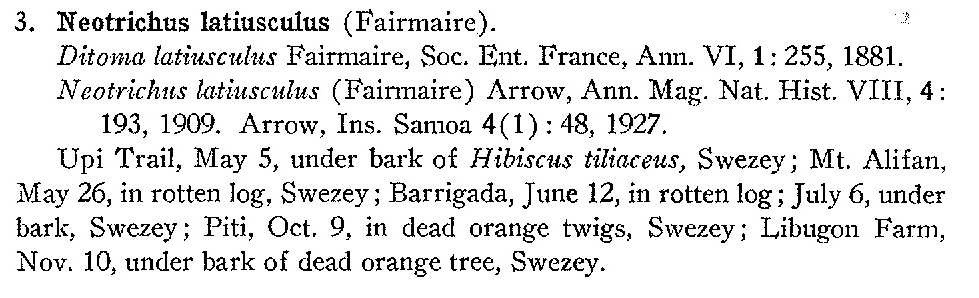 3. Neotrichus latiusculus (Fairmaire).
Ditoma latiusculus Fairmaire, Soc. Ent. France, Ann. VI, 1: 255, 1881.
Neotrichus latiusculus (Fairmaire) Arrow, Ann. Mag. Nat. Hist. VIII, 4:
193, 1909. Arrow, Ins. Samoa 4(1): 48, 1927.
Upi Trail, May 5, under bark of Hibiscus tiliaceus, Swezey; Mt. Alifan,
May 26, in rotten log, Swezey; Barrigada, June 12, in rotten log; July 6, under
bark, Swezey; Piti, Oct. 9, in dead orange twigs, Swezey; Libugon Farm,
Nov. 10, under bark of dead orange tree, Swezey.